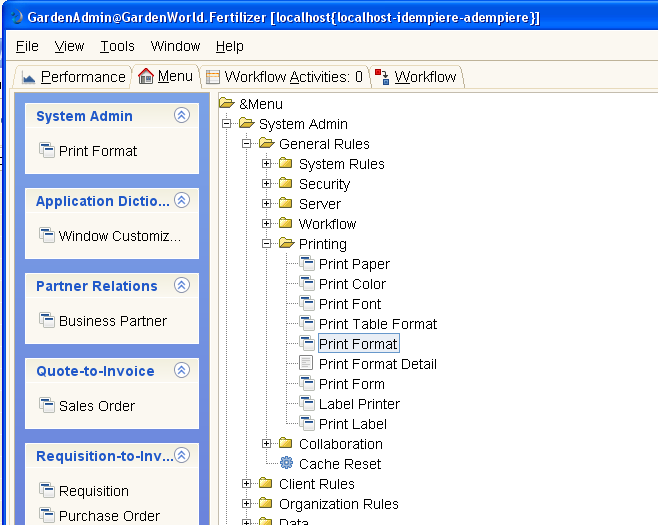 GardenAdmin@GardenWorld.Fertilizer [localhost{localhost-idempiere-adempiere}]
File View Tools Window Help
Performance Menu Workflow Activities: 0 Workflow
System Admin
Print Format
Application Dictio...
Window Customiz...
Partner Relations
Business Partner
Quote-to-Invoice
Sales Order
Requisition-to-Inv...
Requisition
Purchase Order
&Menu
System Admin
General Rules
System Rules
Security
Server
Workflow
Printing
Print Paper
Print Color
Print Font
Print Table Format
Print Format
Print Format Detail
Print Form
Label Printer
Print Label
Collaboration
Cache Reset
Client Rules
Organization Rules
Data